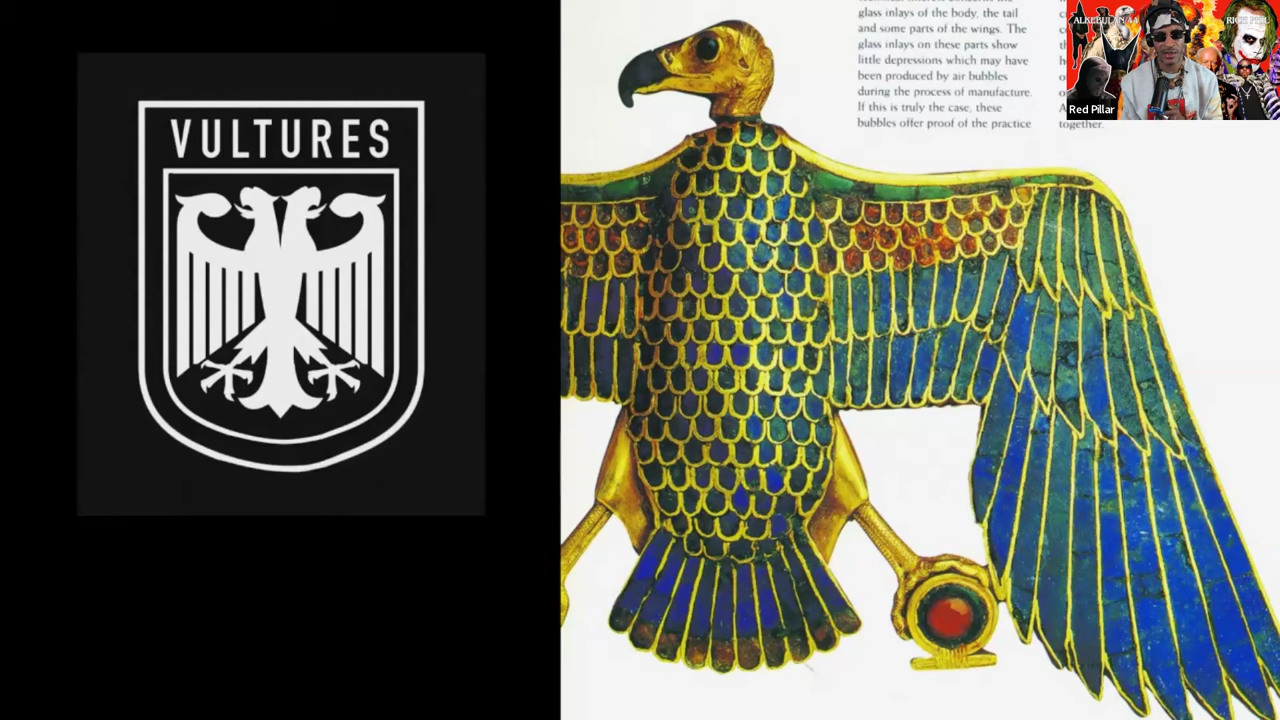 VULTURES
glass inlays of the body, the tail
and some parts of the wings. The
glass inlays on these parts show
little depressions which may have
been produced by air bubbles
during the process of manufacture.
If this is truly the case, these
bubbles offer proof of the practice
together.
ALKEBULAN
Red Pillar